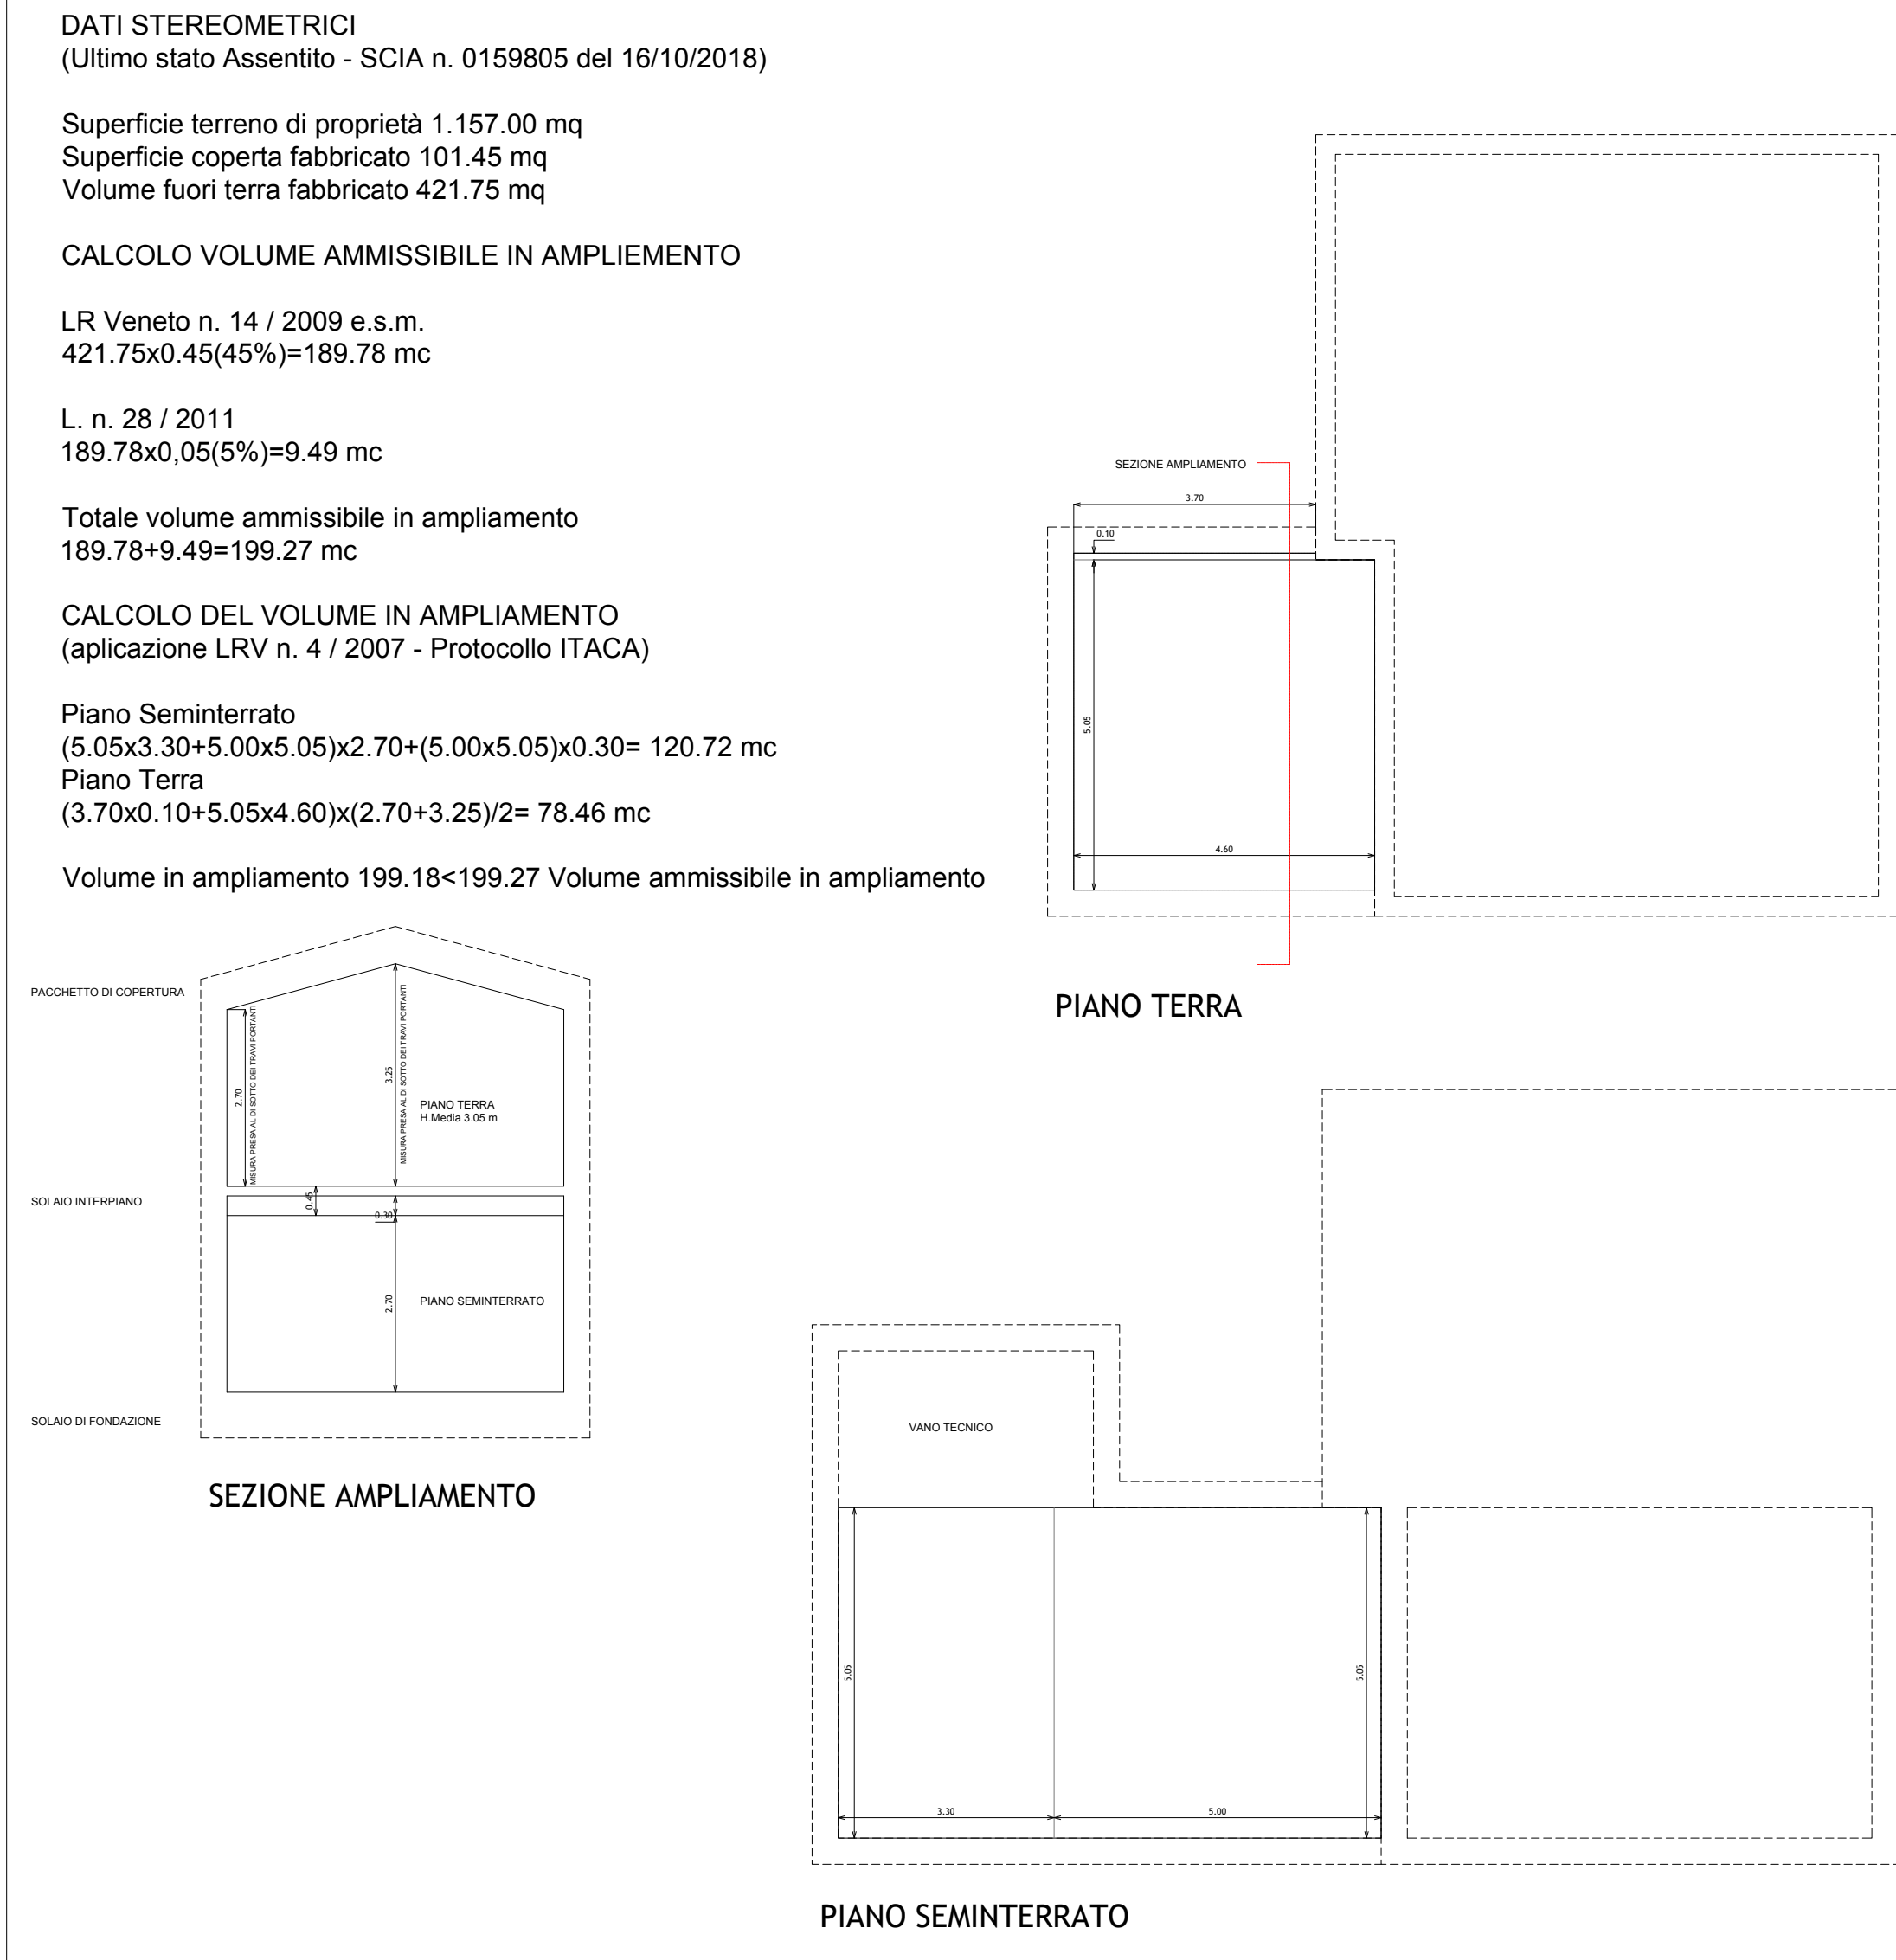 DATI STEREOMETRICI
(Ultimo stato Assentito - SCIA n. 0159805 del 16/10/2018)
Superficie terreno di proprietà 1.157.00 mq
Superficie coperta fabbricato 101.45 mq
Volume fuori terra fabbricato 421.75 mq
CALCOLO VOLUME AMMISSIBILE IN AMPLIEMENTO
LR Veneto n. 14 / 2009 e.s.m.
421.75x0.45(45%)=189.78 mc
L. n. 28 / 2011
189.78x0,05(5%)=9.49 mc
Totale volume ammissibile in ampliamento
189.78+9.49=199.27 mc
CALCOLO DEL VOLUME IN AMPLIAMENTO
(aplicazione LRV n. 4 / 2007 - Protocollo ITACA)
Piano Seminterrato
(5.05x3.30+5.00x5.05)x2.70+(5.00x5.05)x0.30= 120.72 mc
Piano Terra
(3.70x0.10+5.05x4.60)x(2.70+3.25)/2= 78.46 mc
Volume in ampliamento 199.18<199.27 Volume ammissibile in ampliamento
SEZIONE AMPLIAMENTO
3.70
0.10
5.05
4.60
PIANO TERRA
PACCHETTO DI COPERTURA
2.70
MISURA PRESA AL DI SOTTO DEI TRAVI PORTANTI
3.25
MISURA PRESA AL DI SOTTO DEI TRAVI PORTANTI
PIANO TERRA
H.Media 3.05 m
SOLAIO INTERPIANO
0.45
0.30
2.70
PIANO SEMINTERRATO
SOLAIO DI FONDAZIONE
SEZIONE AMPLIAMENTO
VANO TECNICO
5.05
5.05
3.30
5.00
PIANO SEMINTERRATO